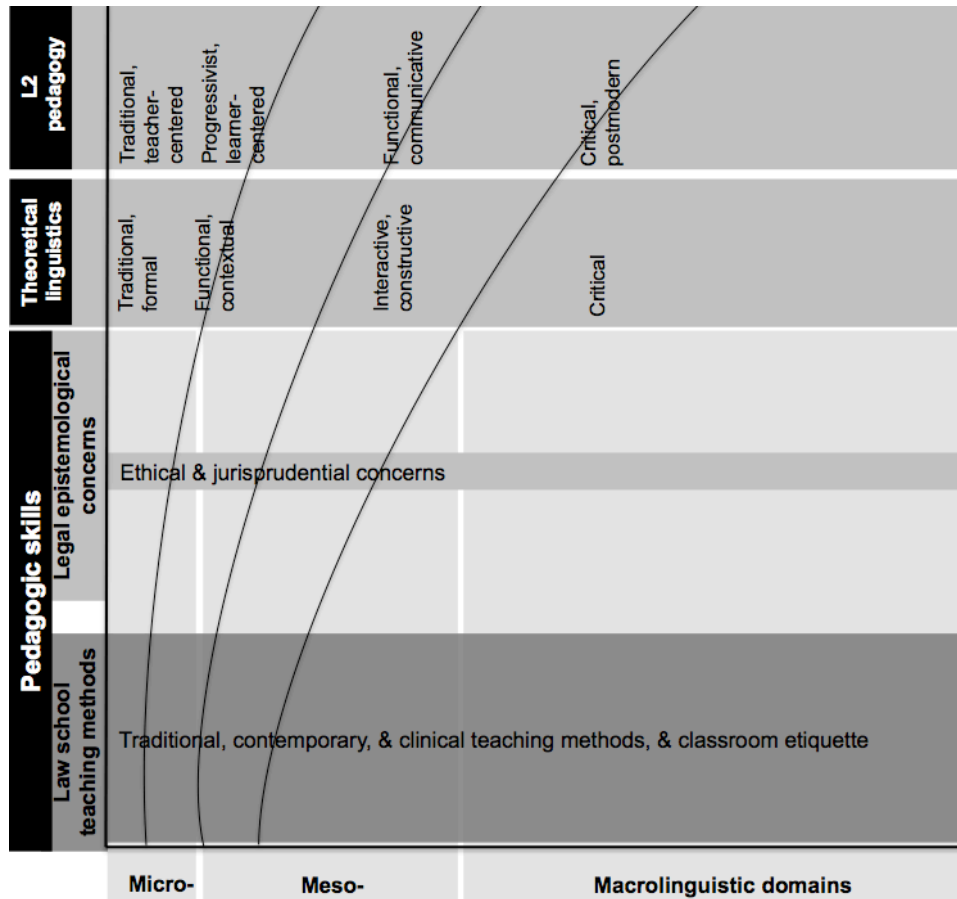 L2
pedagogy
Traditional,
teacher-
centered
Progressivist,
learner-
centered
Functional,
communicative
Critical,
postmodern
Theoretical
linguistics
Traditional,
formal
Functional,
contextual
Interactive,
constructive
Critical
Pedagogic skills
Legal epistemological
concerns
Ethical & jurisprudential concerns
Law school
teaching methods
Traditional, contemporary, & clinical teaching methods, & classroom etiquette
Micro-
Meso-
Macrolinguistic domains